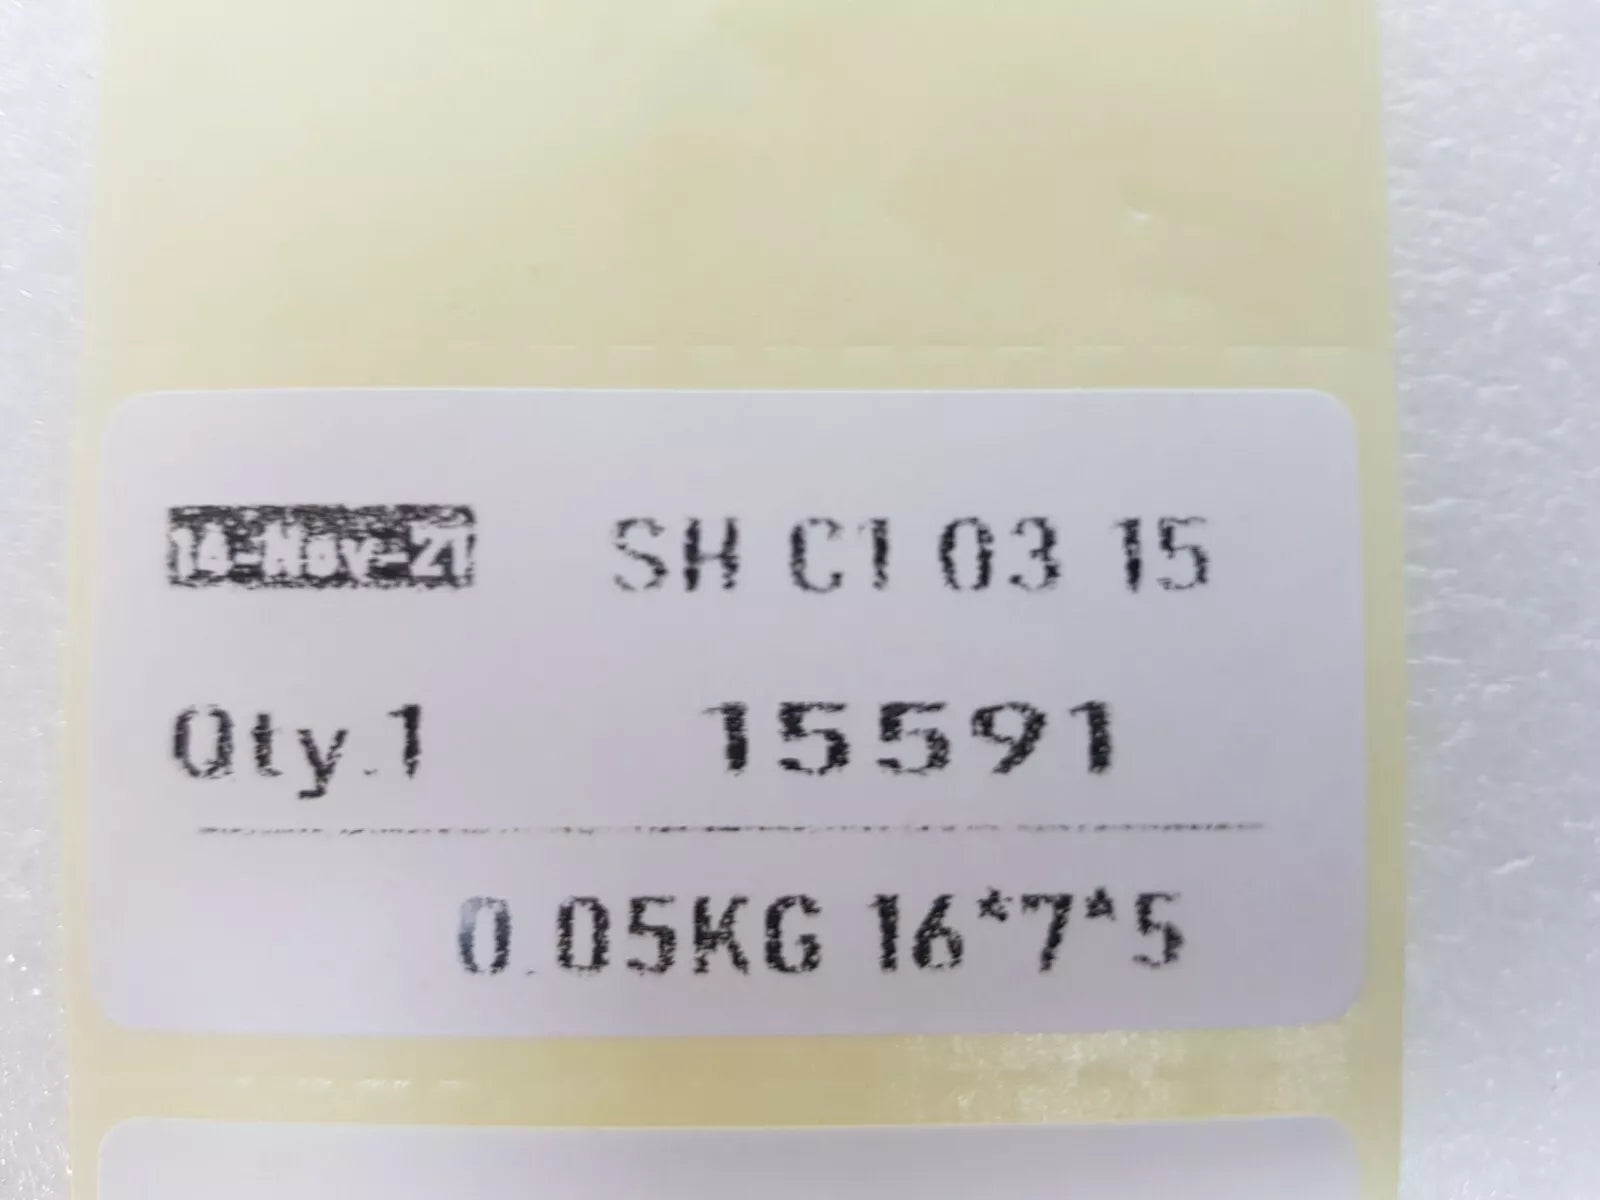 14-Nov-21 SH C1 03 15
Qty.1 15591
0.05KG 16*7*5